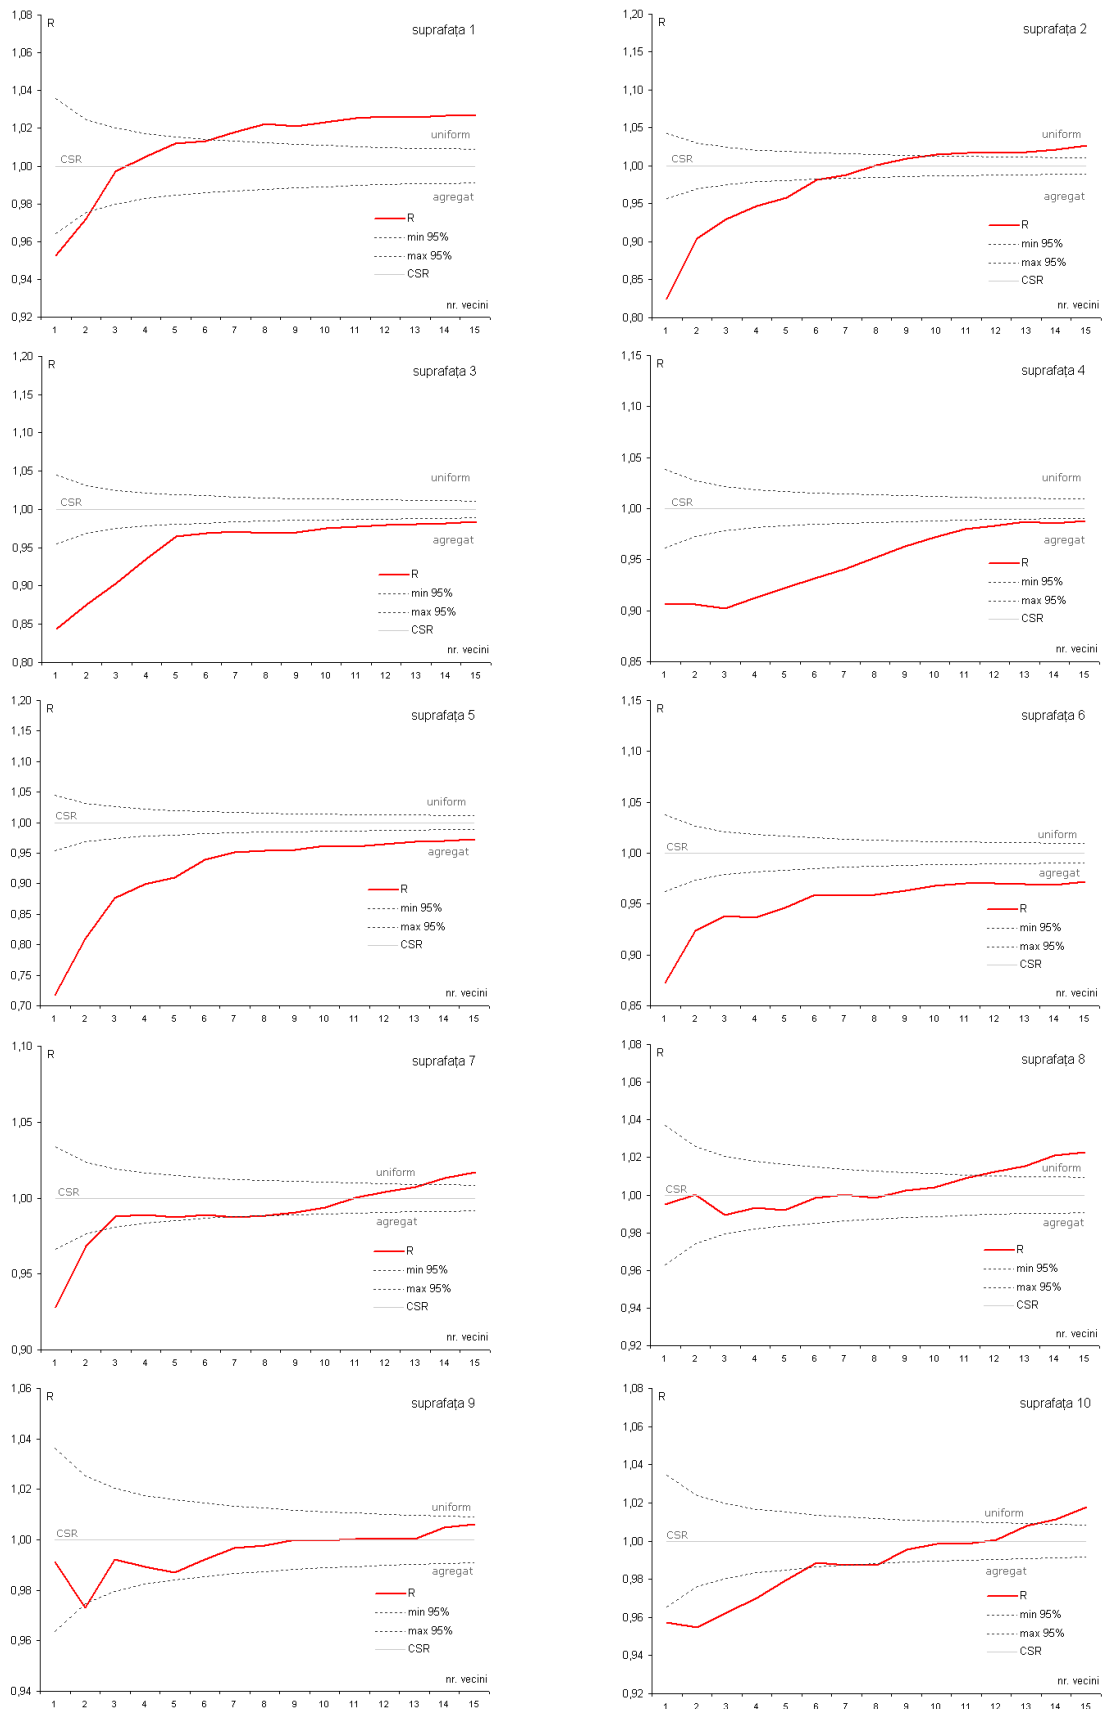 1,08
R
suprafața 1
1,06
1,04
uniform
1,02
CSR
1,00
agregat
0,98
R
0,96
min 95%
max 95%
0,94
CSR
nr. vecini
0,92
1 2 3 4 5 6 7 8 9 10 11 12 13 14 15
1,20
R
suprafața 2
1,15
1,10
uniform
1,05
CSR
1,00
agregat
0,95
R
0,90
min 95%
max 95%
0,85
CSR
nr. vecini
0,80
1 2 3 4 5 6 7 8 9 10 11 12 13 14 15
1,20
R
suprafața 3
1,15
1,10
uniform
1,05
CSR
1,00
agregat
0,95
R
0,90
min 95%
max 95%
0,85
CSR
nr. vecini
0,80
1 2 3 4 5 6 7 8 9 10 11 12 13 14 15
1,15
R
suprafața 4
1,10
1,05
uniform
CSR
1,00
agregat
0,95
R
min 95%
0,90
max 95%
CSR
nr. vecini
0,85
1 2 3 4 5 6 7 8 9 10 11 12 13 14 15
1,20
R
suprafața 5
1,15
1,10
1,05
uniform
CSR
1,00
0,95
agregat
0,90
R
min 95%
0,85
max 95%
0,80
CSR
0,75
nr. vecini
0,70
1 2 3 4 5 6 7 8 9 10 11 12 13 14 15
1,15
R
suprafața 6
1,10
1,05
uniform
CSR
1,00
agregat
0,95
R
min 95%
0,90
max 95%
CSR
nr. vecini
0,85
1 2 3 4 5 6 7 8 9 10 11 12 13 14 15
1,10
R
suprafața 7
1,05
uniform
CSR
1,00
agregat
R
0,95
min 95%
max 95%
CSR
nr. vecini
0,90
1 2 3 4 5 6 7 8 9 10 11 12 13 14 15
1,08
R
suprafața 8
1,06
1,04
1,02
uniform
CSR
1,00
agregat
0,98
R
0,96
min 95%
max 95%
0,94
CSR
nr. vecini
0,92
1 2 3 4 5 6 7 8 9 10 11 12 13 14 15
1,06
R
suprafața 9
1,04
1,02
uniform
CSR
1,00
agregat
0,98
R
min 95%
0,96
max 95%
CSR
nr. vecini
0,94
1 2 3 4 5 6 7 8 9 10 11 12 13 14 15
1,08
R
suprafața 10
1,06
1,04
1,02
uniform
CSR
1,00
agregat
0,98
R
0,96
min 95%
max 95%
0,94
CSR
nr. vecini
0,92
1 2 3 4 5 6 7 8 9 10 11 12 13 14 15